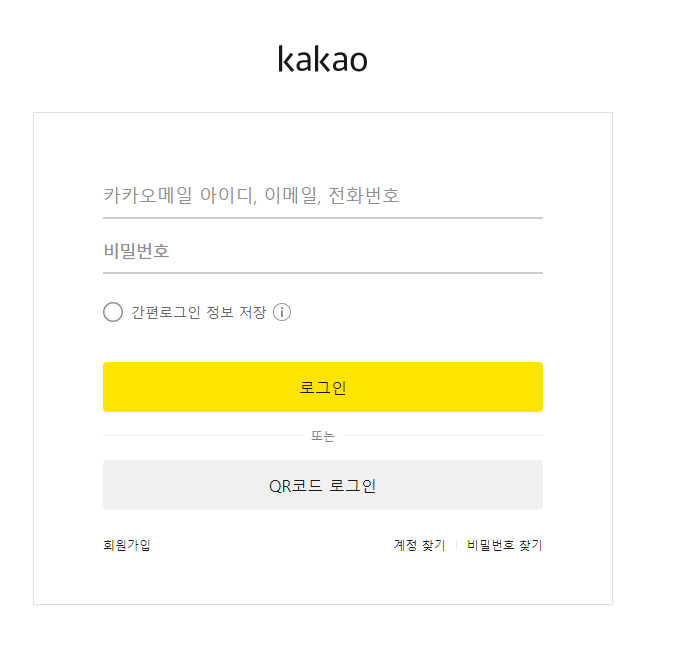 kakao
카카오메일 아이디, 이메일, 전화번호
비밀번호
간편로그인 정보 저장
로그인
또는
QR코드 로그인
회원가입 계정 찾기 비밀번호 찾기